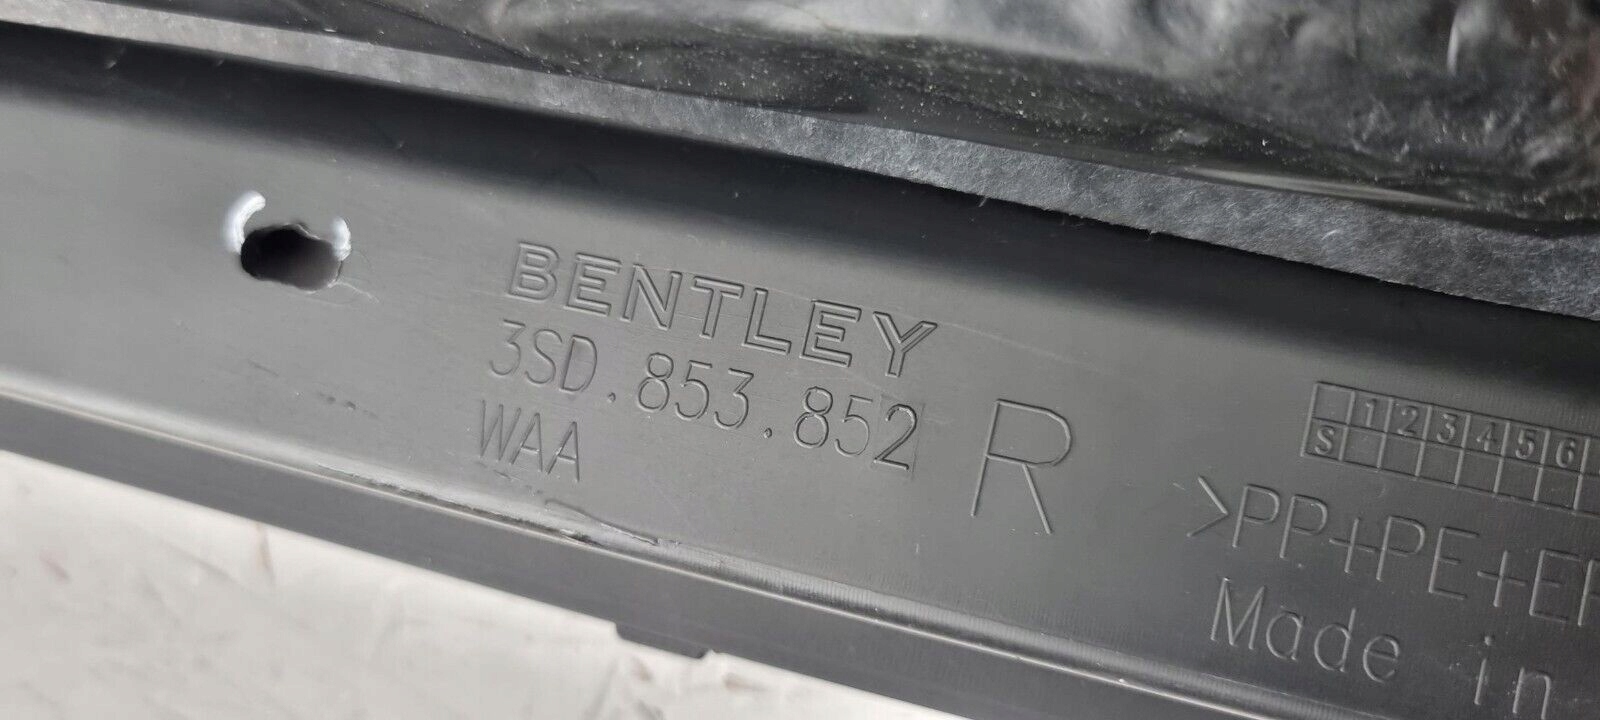 BENTLEY
3SD.853.852
WAA
R
1 2 3 4 5 6
S
>PP+PE+E
Made in